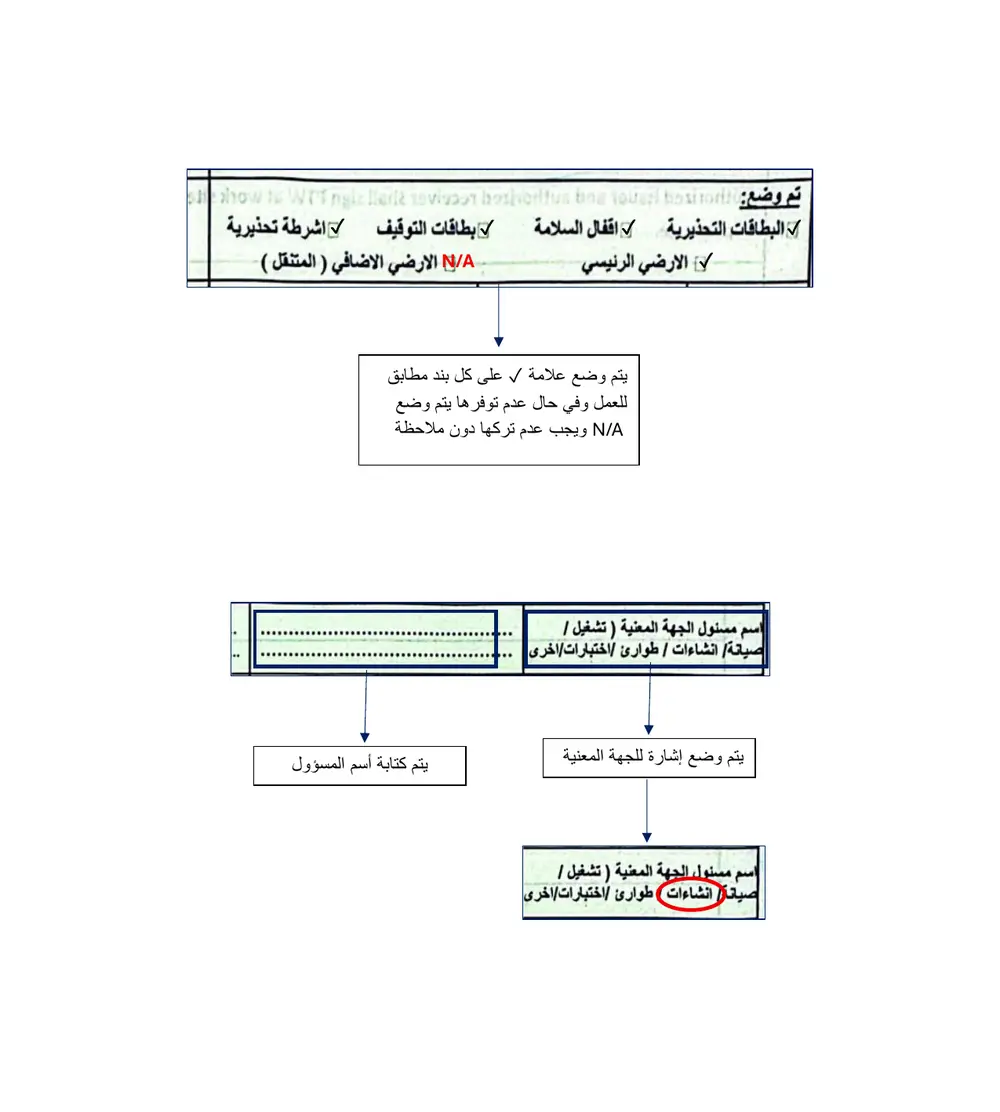 تم وضع:
✓ البطاقات التحذيرية ✓ اقفال السلامة ✓ بطاقات التوقيف ✓ اشرطة تحذيرية
✓ الارضي الرئيسي N/A الارضي الاضافي ( المتنقل )
يتم وضع علامة ✓ على كل بند مطابق
للعمل وفي حال عدم توفرها يتم وضع
N/A ويجب عدم تركها دون ملاحظة
اسم مسئول الجهة المعنية ( تشغيل /
صيانة/ انشاءات / طوارئ /اختبارات/اخرى
يتم وضع إشارة للجهة المعنية
يتم كتابة أسم المسؤول
اسم مسئول الجهة المعنية ( تشغيل /
صيانة/ انشاءات / طوارئ /اختبارات/اخرى